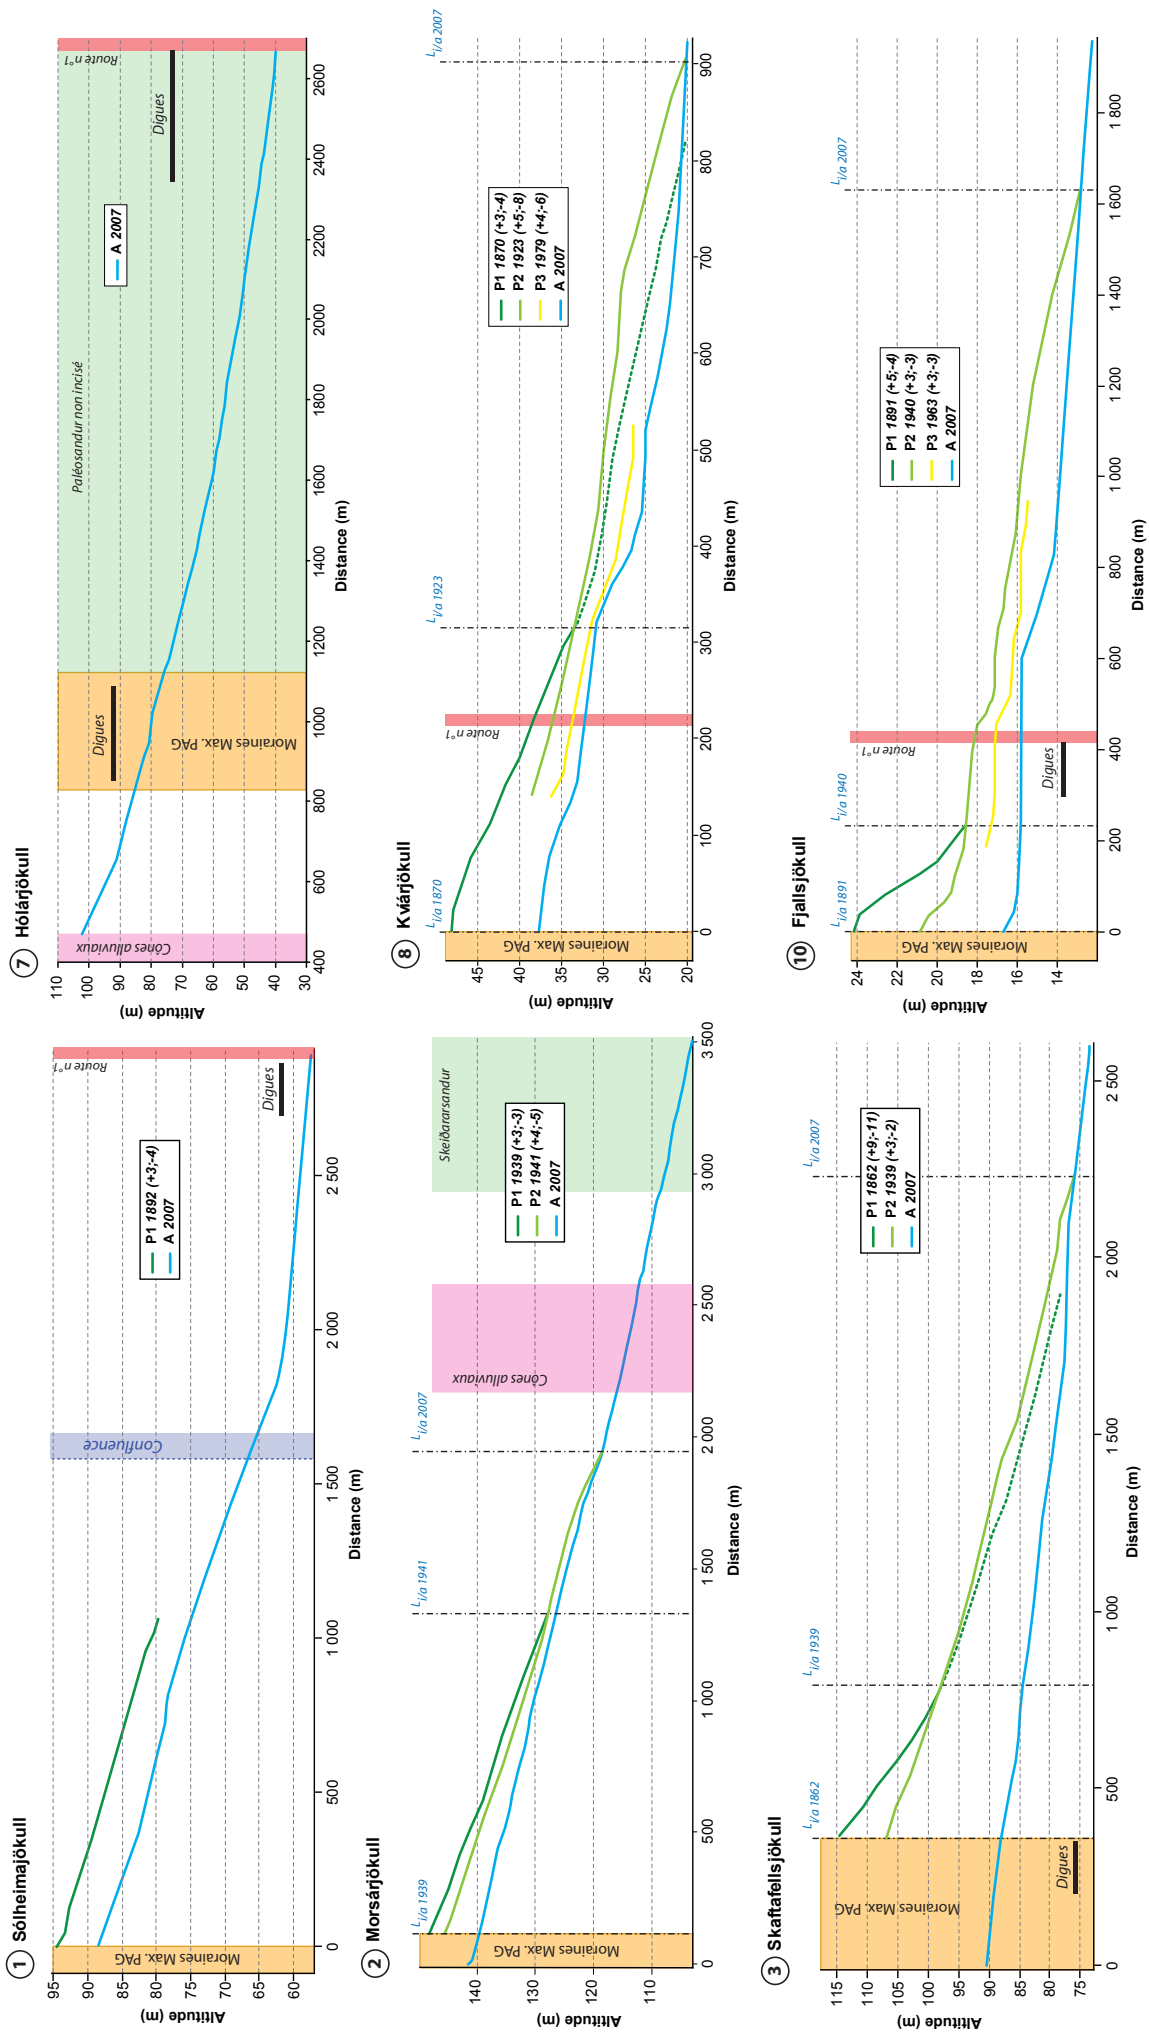 1 Sólheimajökull
Altitude (m)
95
90
85
80
75
70
65
60
Moraines Max. PAG
Confluence
P1 1892 (+3;-4)
A 2007
Digues
Route n°1
0
500
1 000
1 500
2 000
2 500
Distance (m)
2 Morsárjökull
Altitude (m)
140
130
120
110
Moraines Max. PAG
Li/a 1939
Li/a 1941
Li/a 2007
Cônes alluviaux
Skeiðararsandur
P1 1939 (+3;-3)
P2 1941 (+4;-5)
A 2007
0
500
1 000
1 500
2 000
2 500
3 000
3 500
Distance (m)
3 Skaftafellsjökull
Altitude (m)
115
110
105
100
95
90
85
80
75
Moraines Max. PAG
Digues
Li/a 1862
Li/a 1939
Li/a 2007
P1 1862 (+9;-11)
P2 1939 (+3;-2)
A 2007
0
500
1 000
1 500
2 000
2 500
Distance (m)
7 Hólárjökull
Altitude (m)
110
100
90
80
70
60
50
40
30
Cônes alluviaux
Digues
Moraines Max. PAG
Paléosandur non incisé
A 2007
Digues
Route n°1
400
600
800
1000
1200
1400
1600
1800
2000
2200
2400
2600
Distance (m)
8 Kvíárjökull
Altitude (m)
45
40
35
30
25
20
Moraines Max. PAG
Li/a 1870
Route n°1
Li/a 1923
Li/a 2007
P1 1870 (+3;-4)
P2 1923 (+5;-8)
P3 1979 (+4;-6)
A 2007
0
100
200
300
400
500
600
700
800
900
Distance (m)
10 Fjallsjökull
Altitude (m)
24
22
20
18
16
14
Moraines Max. PAG
Li/a 1891
Li/a 1940
Route n°1
Digues
Li/a 2007
P1 1891 (+5;-4)
P2 1940 (+3;-3)
P3 1963 (+3;-3)
A 2007
0
200
400
600
800
1 000
1 200
1 400
1 600
1 800
Distance (m)